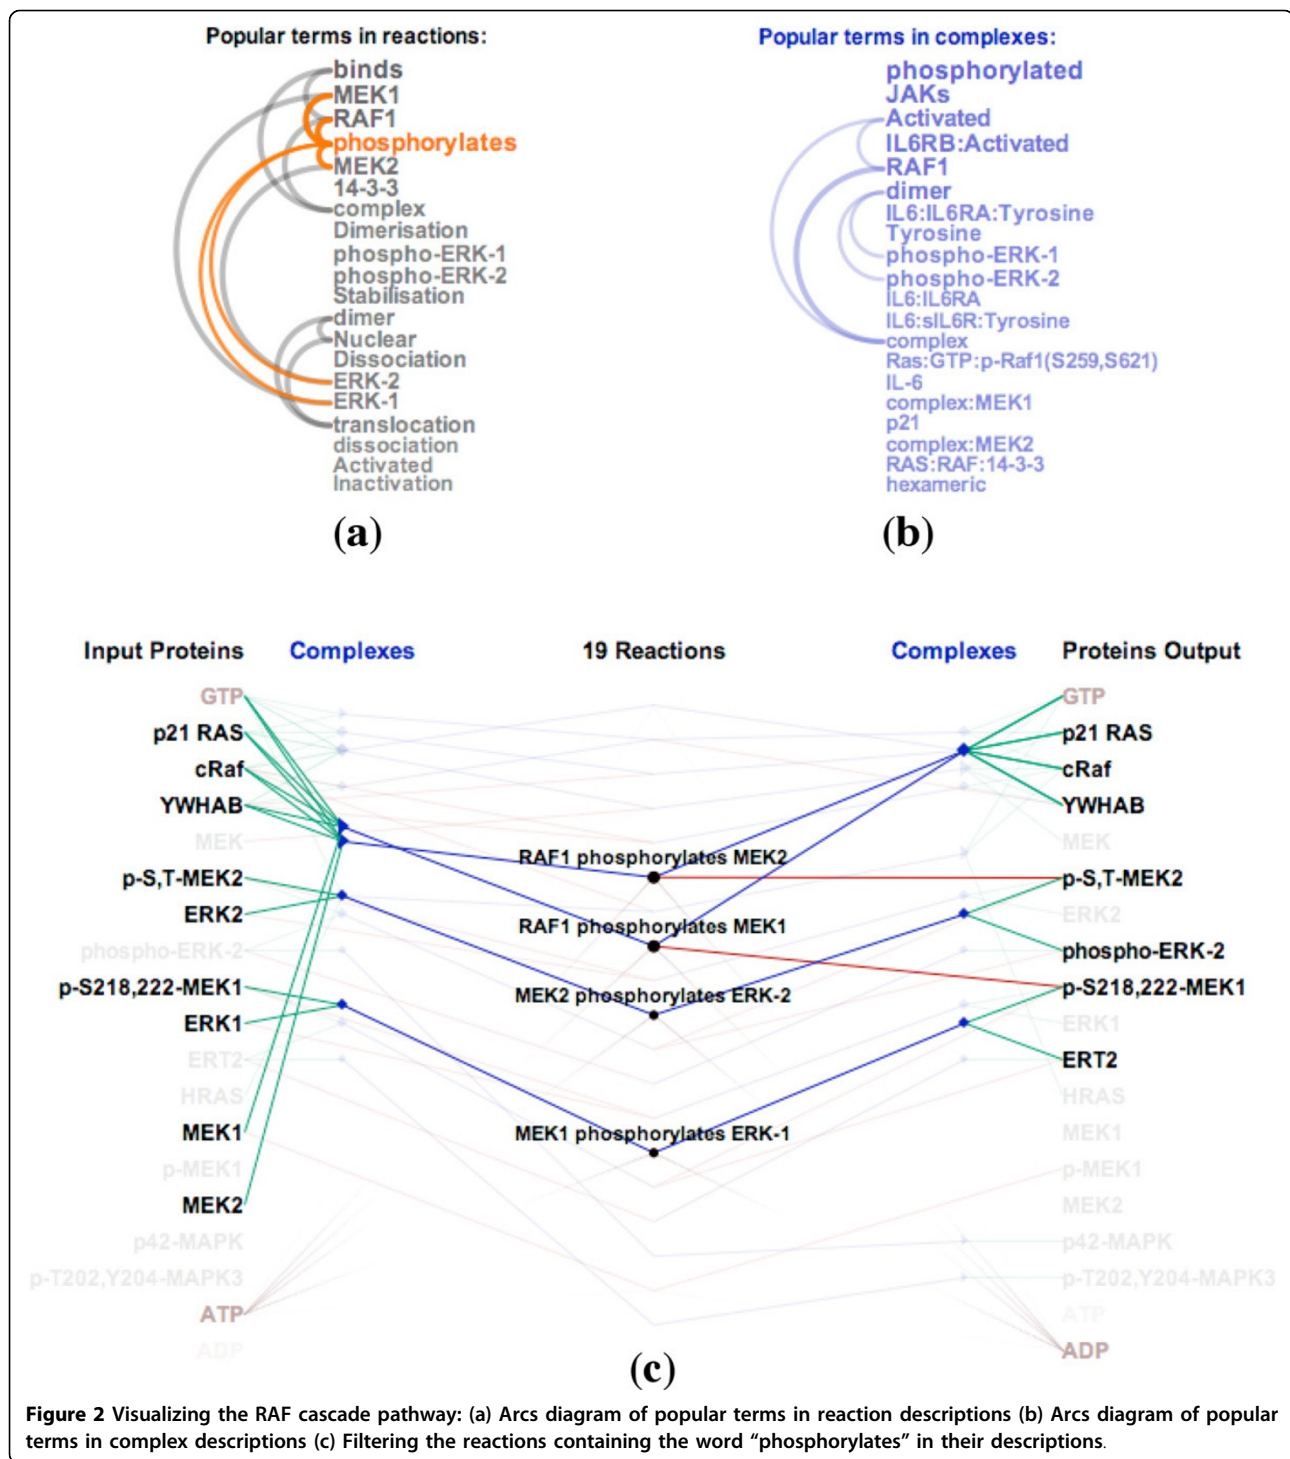 Popular terms in reactions:
binds
MEK1
RAF1
phosphorylates
MEK2
14-3-3
complex
Dimerisation
phospho-ERK-1
phospho-ERK-2
Stabilisation
dimer
Nuclear
Dissociation
ERK-2
ERK-1
translocation
dissociation
Activated
Inactivation
(a)
Popular terms in complexes:
phosphorylated
JAKs
Activated
IL6RB:Activated
RAF1
dimer
IL6:IL6RA:Tyrosine
Tyrosine
phospho-ERK-1
phospho-ERK-2
IL6:IL6RA
IL6:sIL6R:Tyrosine
complex
Ras:GTP:p-Raf1(S259,S621)
IL-6
complex:MEK1
p21
complex:MEK2
RAS:RAF:14-3-3
hexameric
(b)
Input Proteins
Complexes
19 Reactions
Complexes
Proteins Output
GTP
p21 RAS
cRaf
YWHAB
MEK
p-S,T-MEK2
ERK2
phospho-ERK-2
p-S218,222-MEK1
ERK1
ERT2
HRAS
MEK1
p-MEK1
MEK2
p42-MAPK
p-T202,Y204-MAPK3
ATP
ADP
RAF1 phosphorylates MEK2
RAF1 phosphorylates MEK1
MEK2 phosphorylates ERK-2
MEK1 phosphorylates ERK-1
GTP
p21 RAS
cRaf
YWHAB
MEK
p-S,T-MEK2
ERK2
phospho-ERK-2
p-S218,222-MEK1
ERK1
ERT2
HRAS
MEK1
p-MEK1
MEK2
p42-MAPK
p-T202,Y204-MAPK3
ATP
ADP
(c)
Figure 2 Visualizing the RAF cascade pathway: (a) Arcs diagram of popular terms in reaction descriptions (b) Arcs diagram of popular
terms in complex descriptions (c) Filtering the reactions containing the word “phosphorylates” in their descriptions.